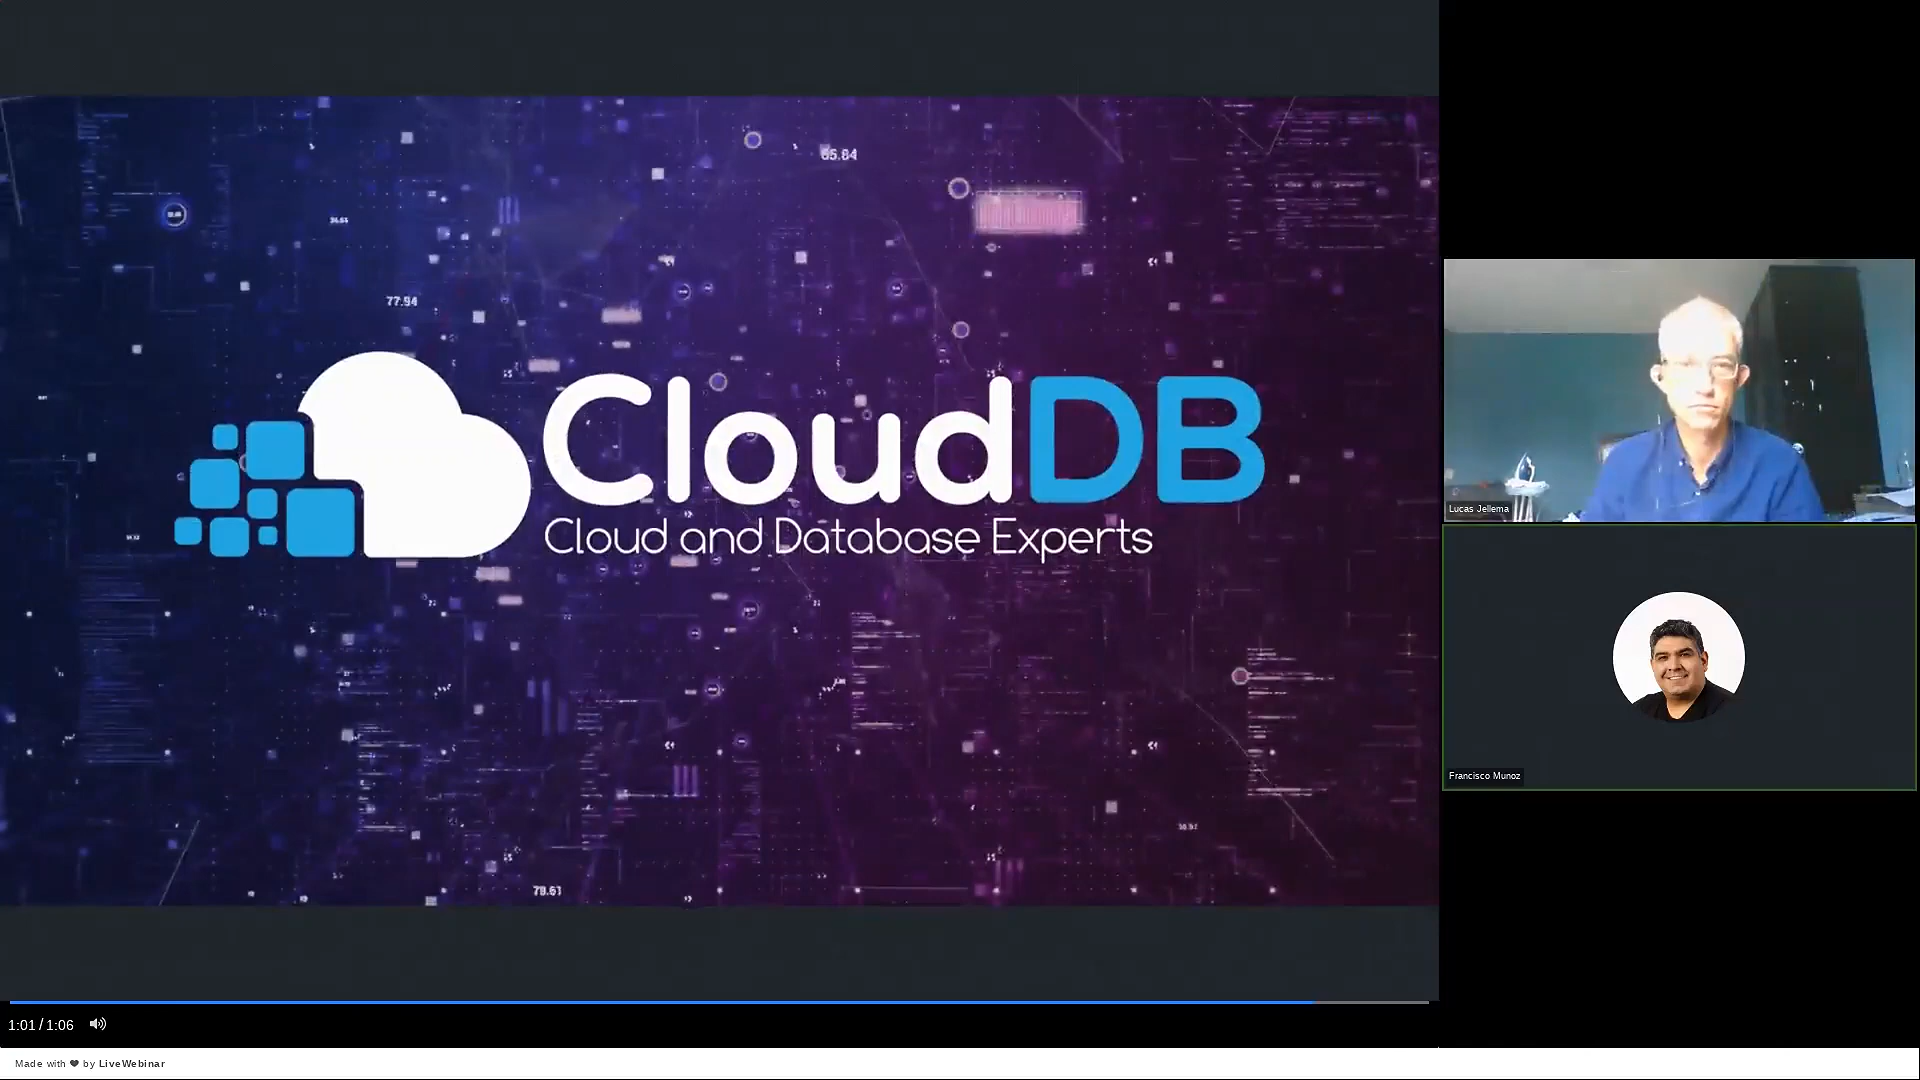 65.84
77.94
CloudDB
Cloud and Database Experts
78.61
Lucas Jellema
Francisco Munoz
1:01 / 1:06
Made with ❤ by LiveWebinar